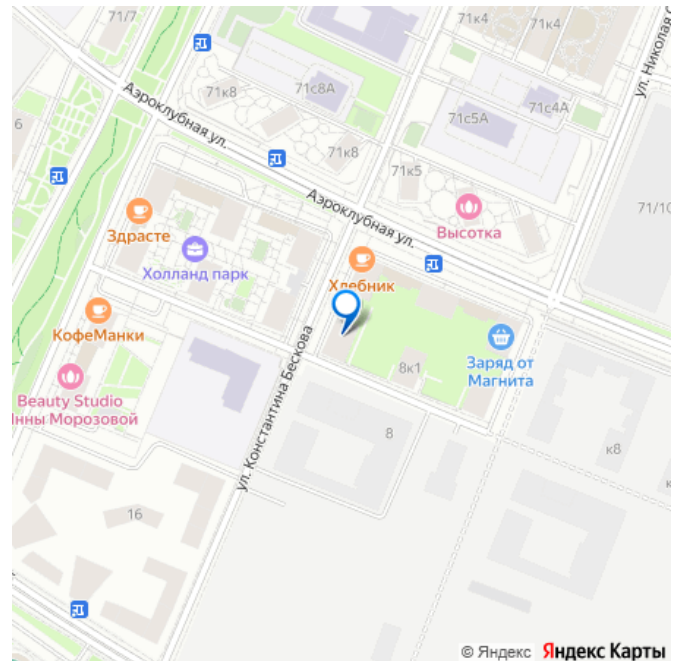 71/7
71к4
71к4
ул. Николая С
71к8
71с8А
71с4А
71с5А
6
Аэроклубная ул.
71к8
71к5
71/10
Аэроклубная ул.
Высотка
Здрасте
Холланд парк
Хлебник
КофеМанки
ул. Константина Бескова
8к1
Заряд от
Магнита
Beauty Studio
Инны Морозовой
8
к8
к
16
© Яндекс Яндекс Карты